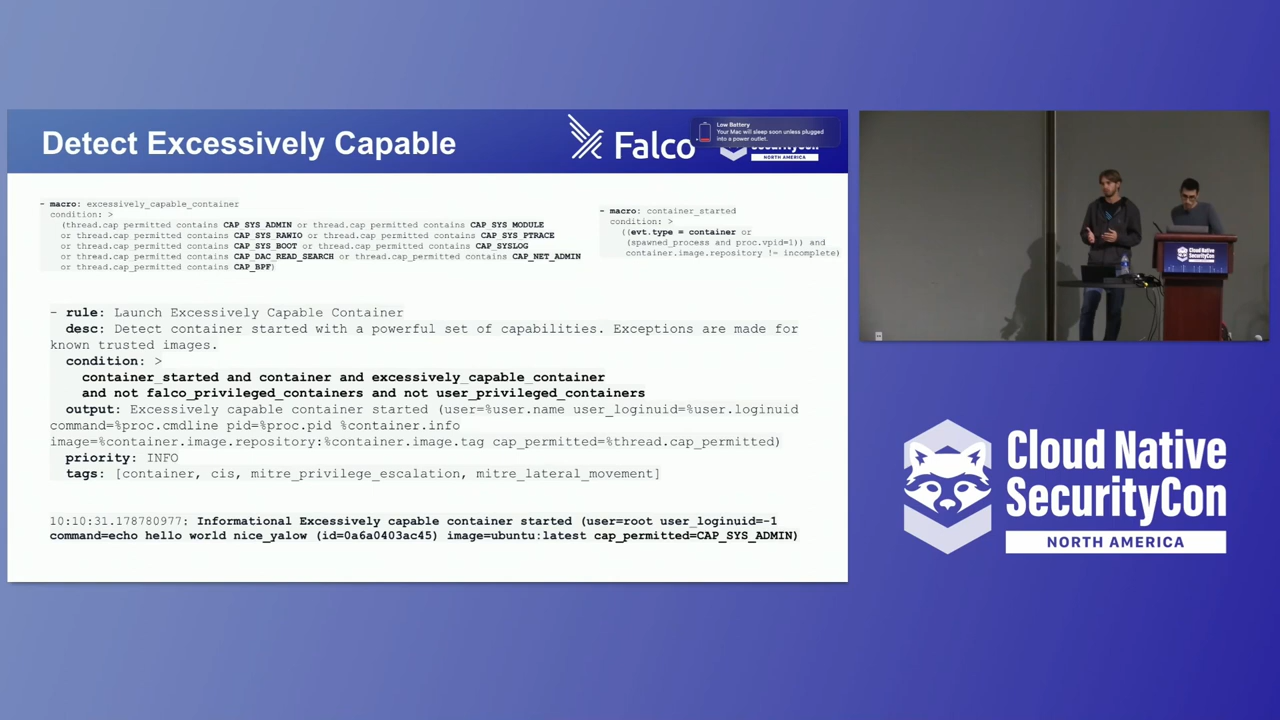 Detect Excessively Capable
Falco
Low Battery
Your Mac will sleep soon unless plugged
into a power outlet.
SecurityCon
NORTH AMERICA
- macro: excessively_capable_container
condition: >
(thread.cap_permitted contains CAP_SYS_ADMIN or thread.cap_permitted contains CAP_SYS_MODULE
or thread.cap_permitted contains CAP_SYS_RAWIO or thread.cap_permitted contains CAP_SYS_PTRACE
or thread.cap_permitted contains CAP_SYS_BOOT or thread.cap_permitted contains CAP_SYSLOG
or thread.cap_permitted contains CAP_DAC_READ_SEARCH or thread.cap_permitted contains CAP_NET_ADMIN
or thread.cap_permitted contains CAP_BPF)
- macro: container_started
condition: >
((evt.type = container or
(spawned_process and proc.vpid=1)) and
container.image.repository != incomplete)
- rule: Launch Excessively Capable Container
desc: Detect container started with a powerful set of capabilities. Exceptions are made for
known trusted images.
condition: >
container_started and container and excessively_capable_container
and not falco_privileged_containers and not user_privileged_containers
output: Excessively capable container started (user=%user.name user_loginuid=%user.loginuid
command=%proc.cmdline pid=%proc.pid %container.info
image=%container.image.repository:%container.image.tag cap_permitted=%thread.cap_permitted)
priority: INFO
tags: [container, cis, mitre_privilege_escalation, mitre_lateral_movement]
10:10:31.178780977: Informational Excessively capable container started (user=root user_loginuid=-1
command=echo hello world nice_yalow (id=0a6a0403ac45) image=ubuntu:latest cap_permitted=CAP_SYS_ADMIN)
Cloud Native
SecurityCon
Cloud Native
SecurityCon
NORTH AMERICA